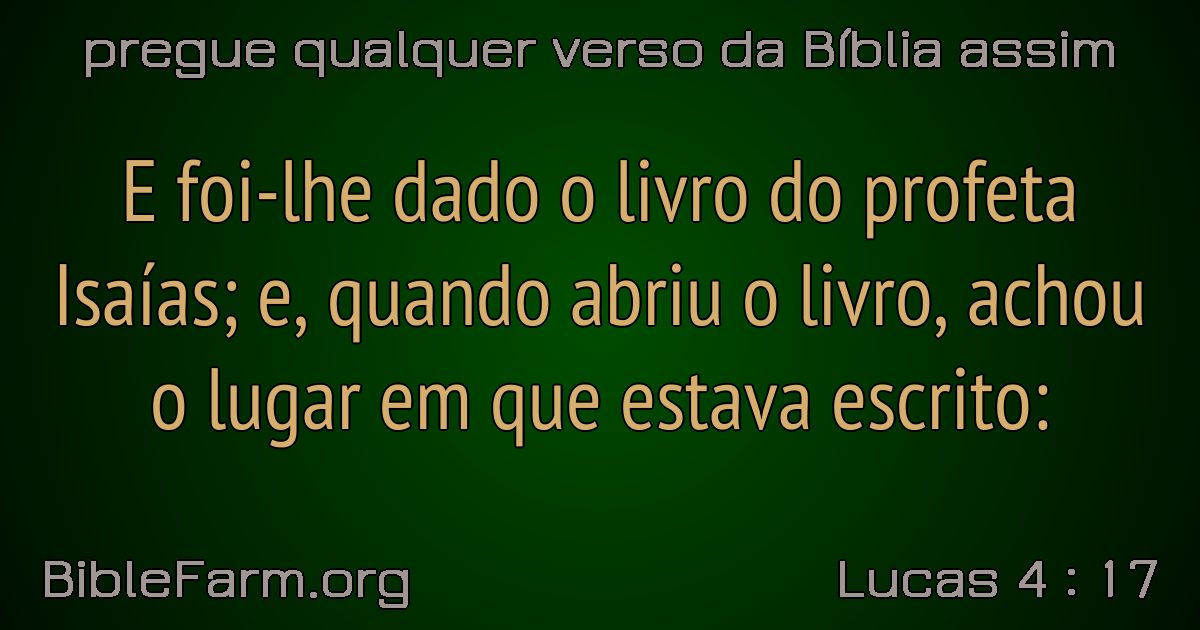 pregue qualquer verso da Bíblia assim
E foi-lhe dado o livro do profeta
Isaías; e, quando abriu o livro, achou
o lugar em que estava escrito:
BibleFarm.org
Lucas 4 : 17